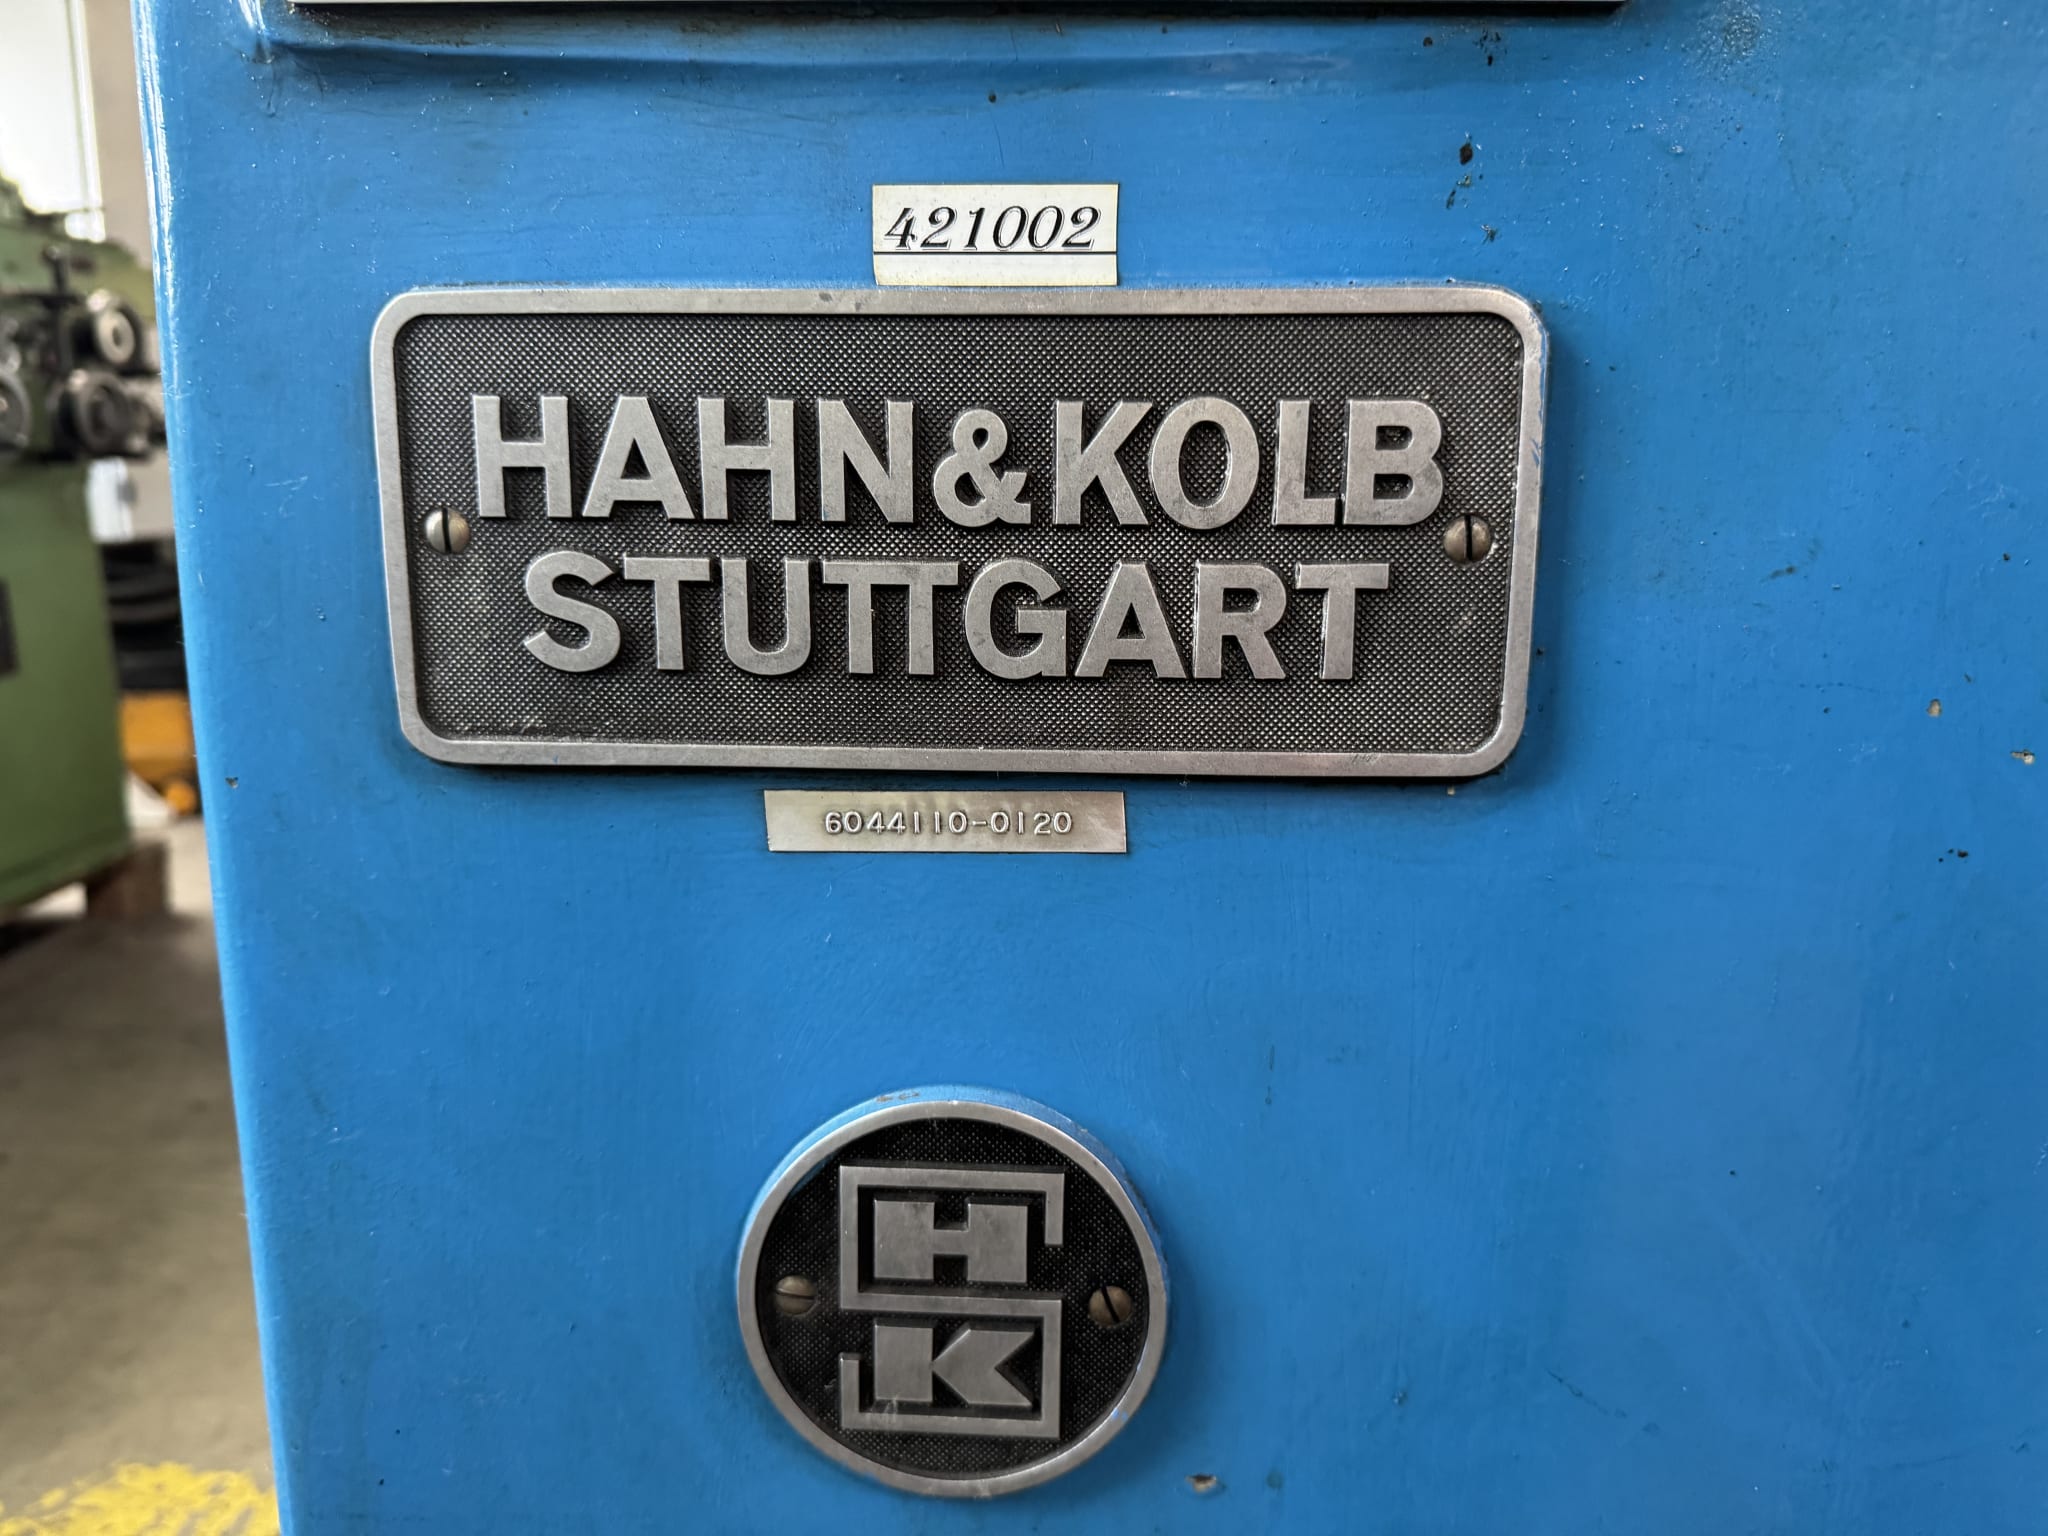 421002
HAHN&KOLB
STUTTGART
6044110-0120
H
K